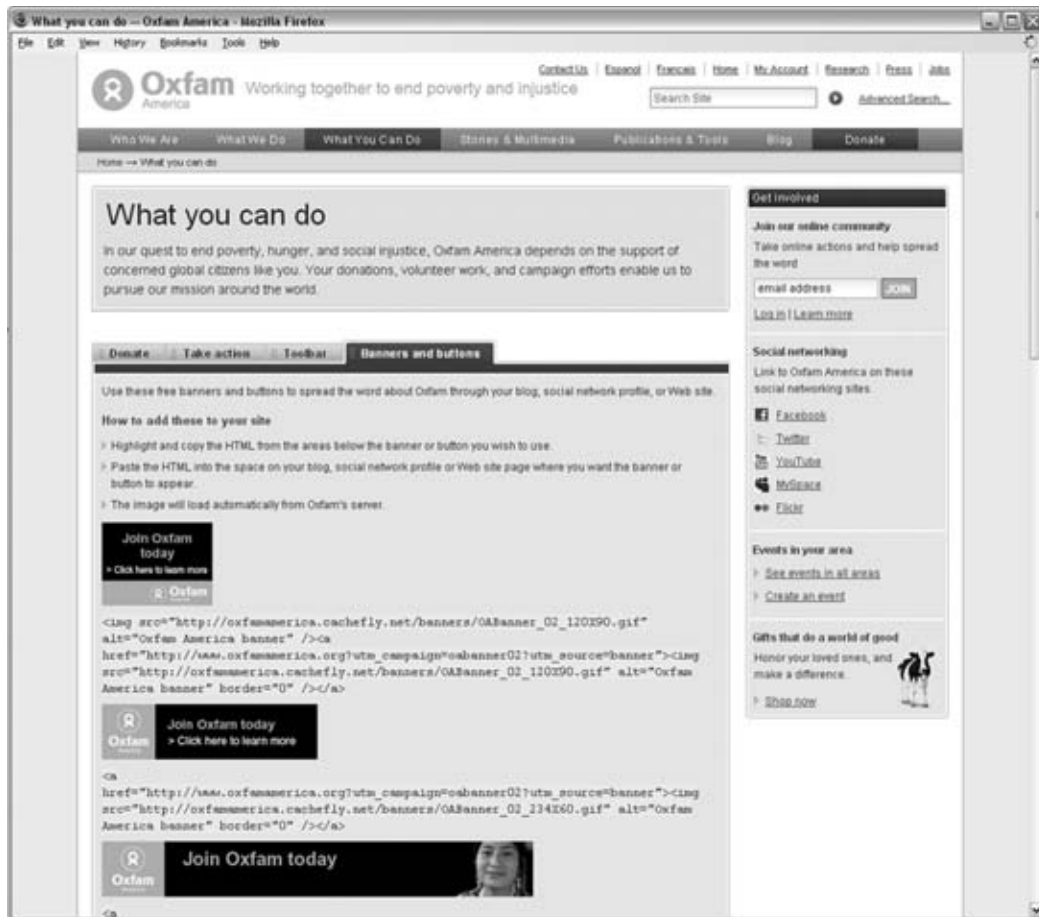 What you can do — Oxfam America - Mozilla Firefox
File Edit View History Bookmarks Tools Help
Contact Us | Espanol | Francais | Home | My Account | Research | Press | Jobs
Oxfam
America
Working together to end poverty and injustice
Search Site
Advanced Search...
Who We Are What We Do What You Can Do Stories & Multimedia Publications & Tools Blog Donate
Home → What you can do
What you can do
In our quest to end poverty, hunger, and social injustice, Oxfam America depends on the support of
concerned global citizens like you. Your donations, volunteer work, and campaign efforts enable us to
pursue our mission around the world.
Donate Take action Toolbar Banners and buttons
Use these free banners and buttons to spread the word about Oxfam through your blog, social network profile, or Web site.
How to add these to your site
Highlight and copy the HTML from the areas below the banner or button you wish to use.
Paste the HTML into the space on your blog, social network profile or Web site page where you want the banner or
button to appear.
The image will load automatically from Oxfam's server.
Join Oxfam
today
> Click here to learn more
Oxfam
<img src="http://oxfamamerica.cachefly.net/banners/OABanner_02_120X90.gif"
alt="Oxfam America banner" /><a
href="http://www.oxfamamerica.org?utm_campaign=oabanner02?utm_source=banner"><img
src="http://oxfamamerica.cachefly.net/banners/OABanner_02_120X90.gif" alt="Oxfam
America banner" border="0" /></a>
Oxfam
America
Join Oxfam today
> Click here to learn more
<a
href="http://www.oxfamamerica.org?utm_campaign=oabanner02?utm_source=banner"><img
src="http://oxfamamerica.cachefly.net/banners/OABanner_02_234X60.gif" alt="Oxfam
America banner" border="0" /></a>
Oxfam
America
Join Oxfam today
<a
Get Involved
Join our online community
Take online actions and help spread
the word
email address JOIN
Log in | Learn more
Social networking
Link to Oxfam America on these
social networking sites.
Facebook
Twitter
YouTube
MySpace
Flickr
Events in your area
See events in all areas
Create an event
Gifts that do a world of good
Honor your loved ones, and
make a difference.
Shop now